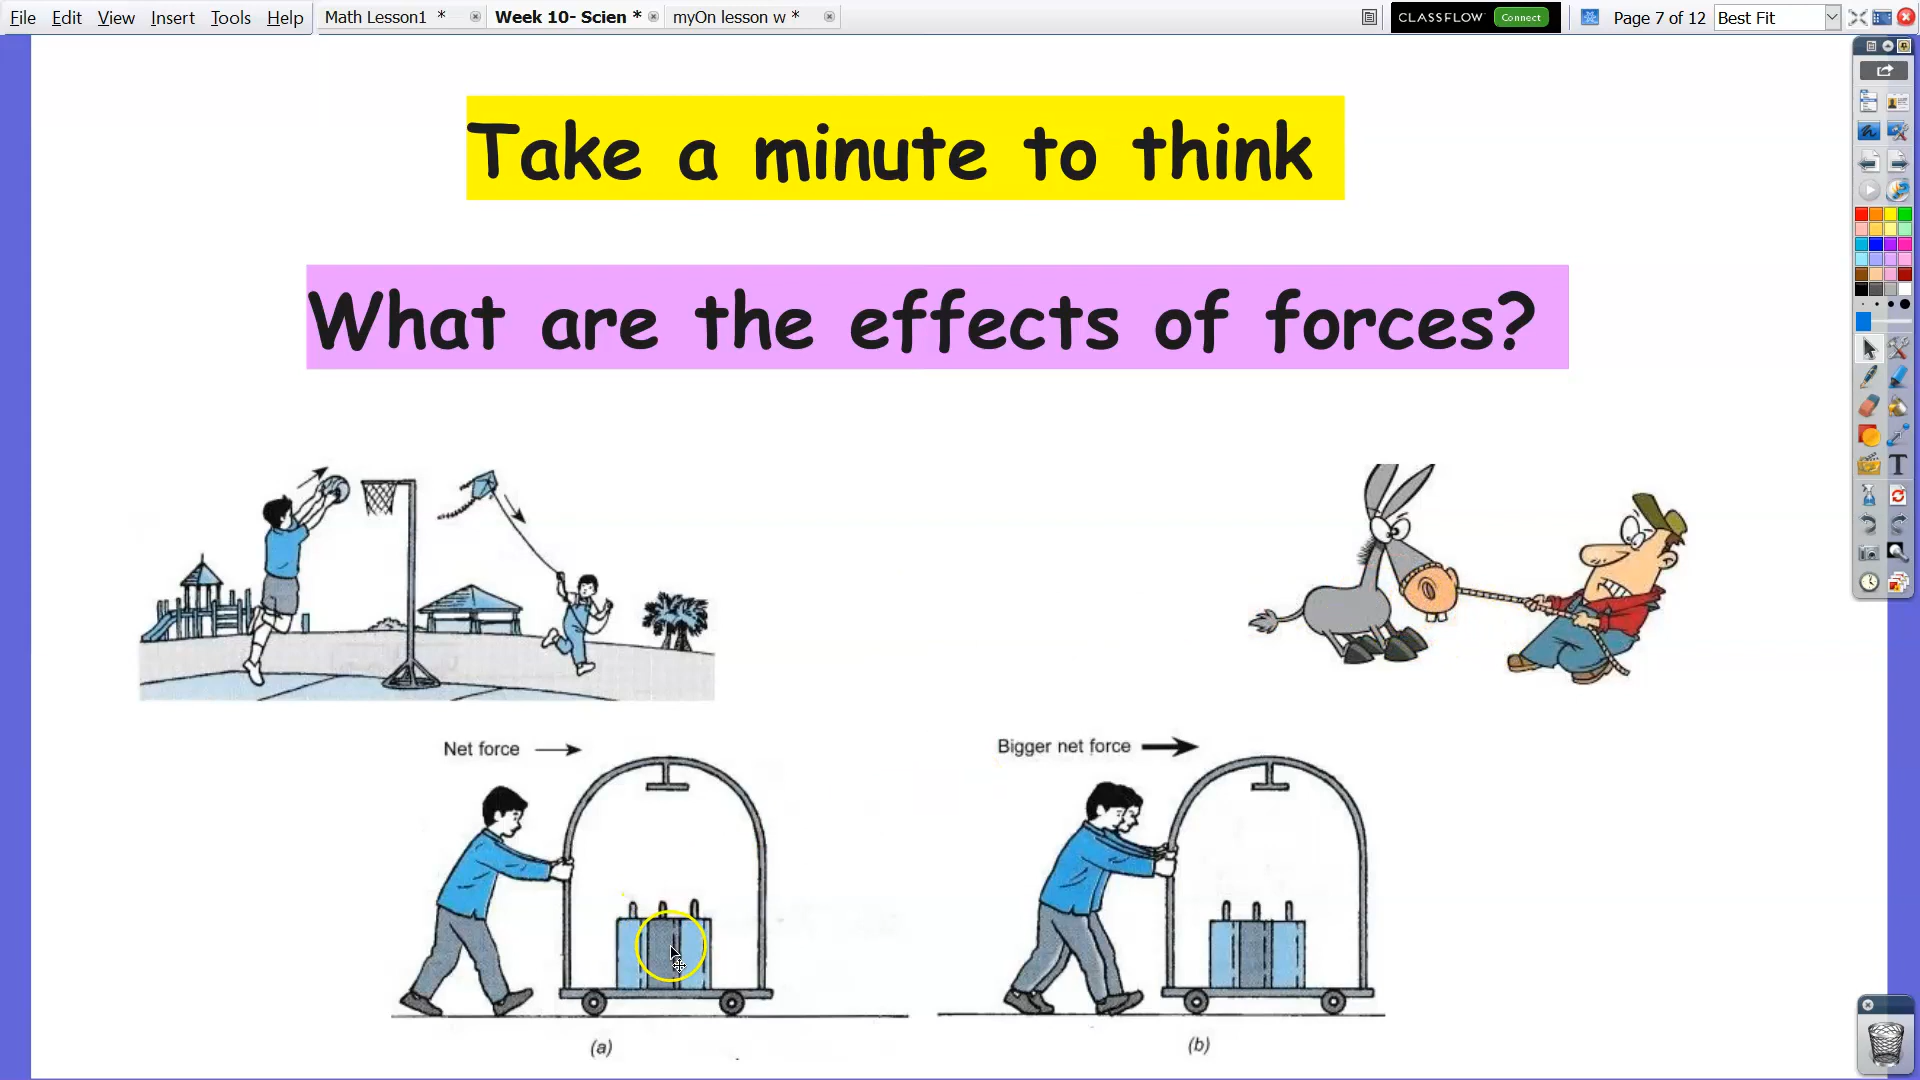 File Edit View Insert Tools Help
Math Lesson1 *
Week 10- Scien *
myOn lesson w *
CLASSFLOW Connect
Page 7 of 12
Best Fit
Take a minute to think
What are the effects of forces?
Net force
Bigger net force
(a)
(b)